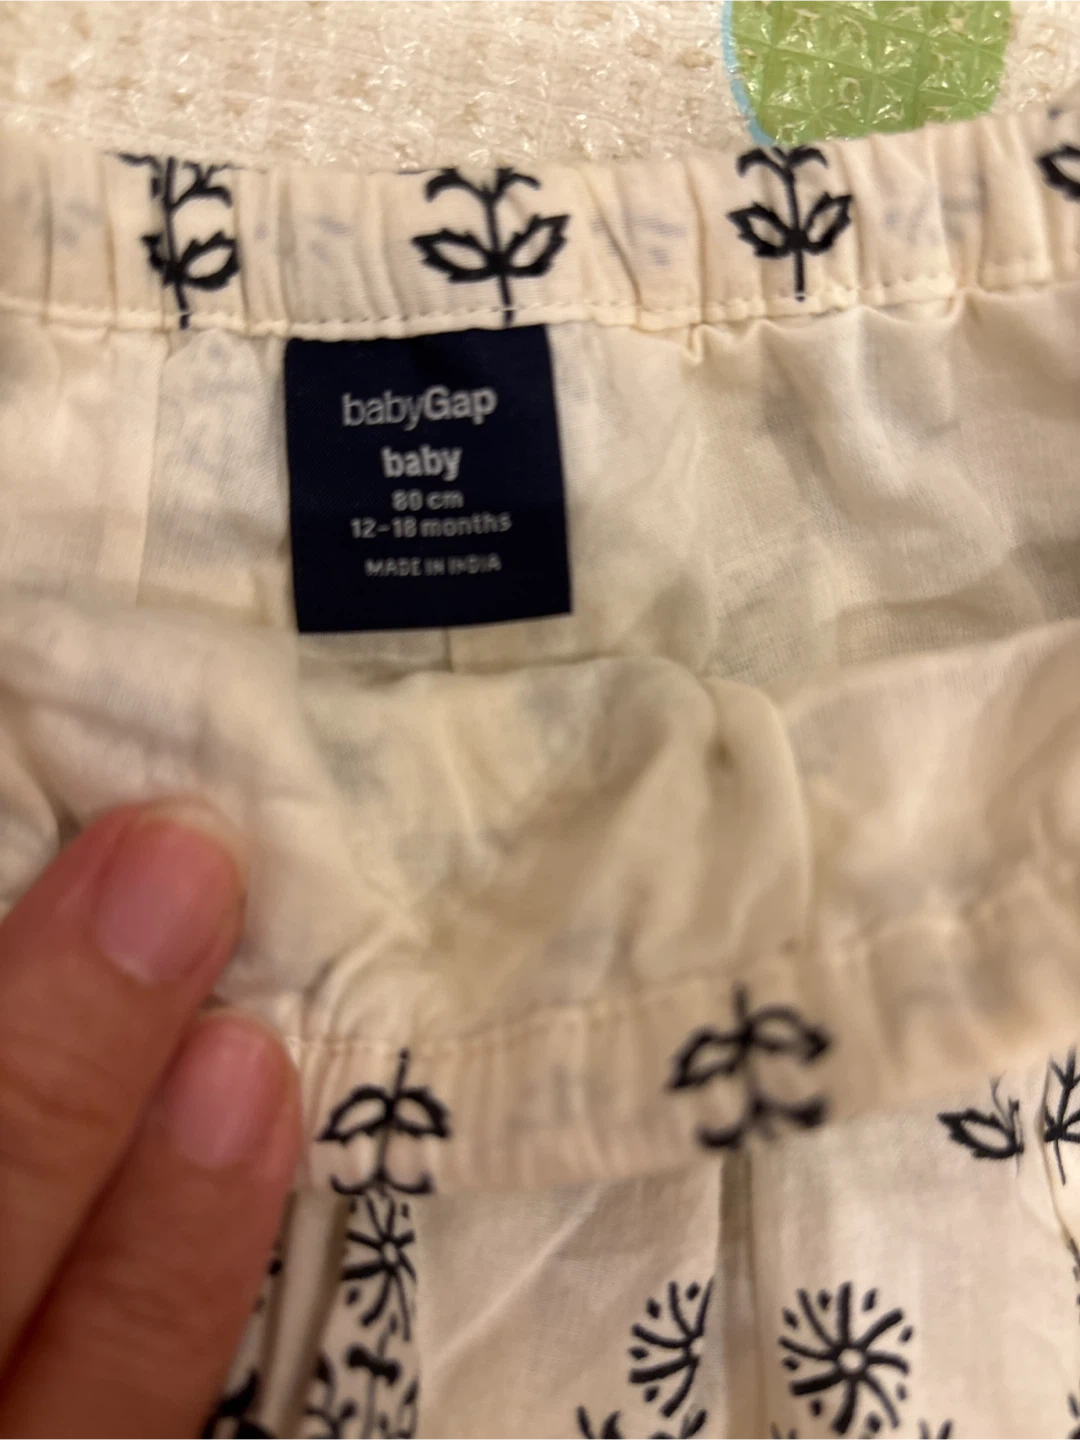 babyGap
baby
80 cm
12-18 months
MADE IN INDIA